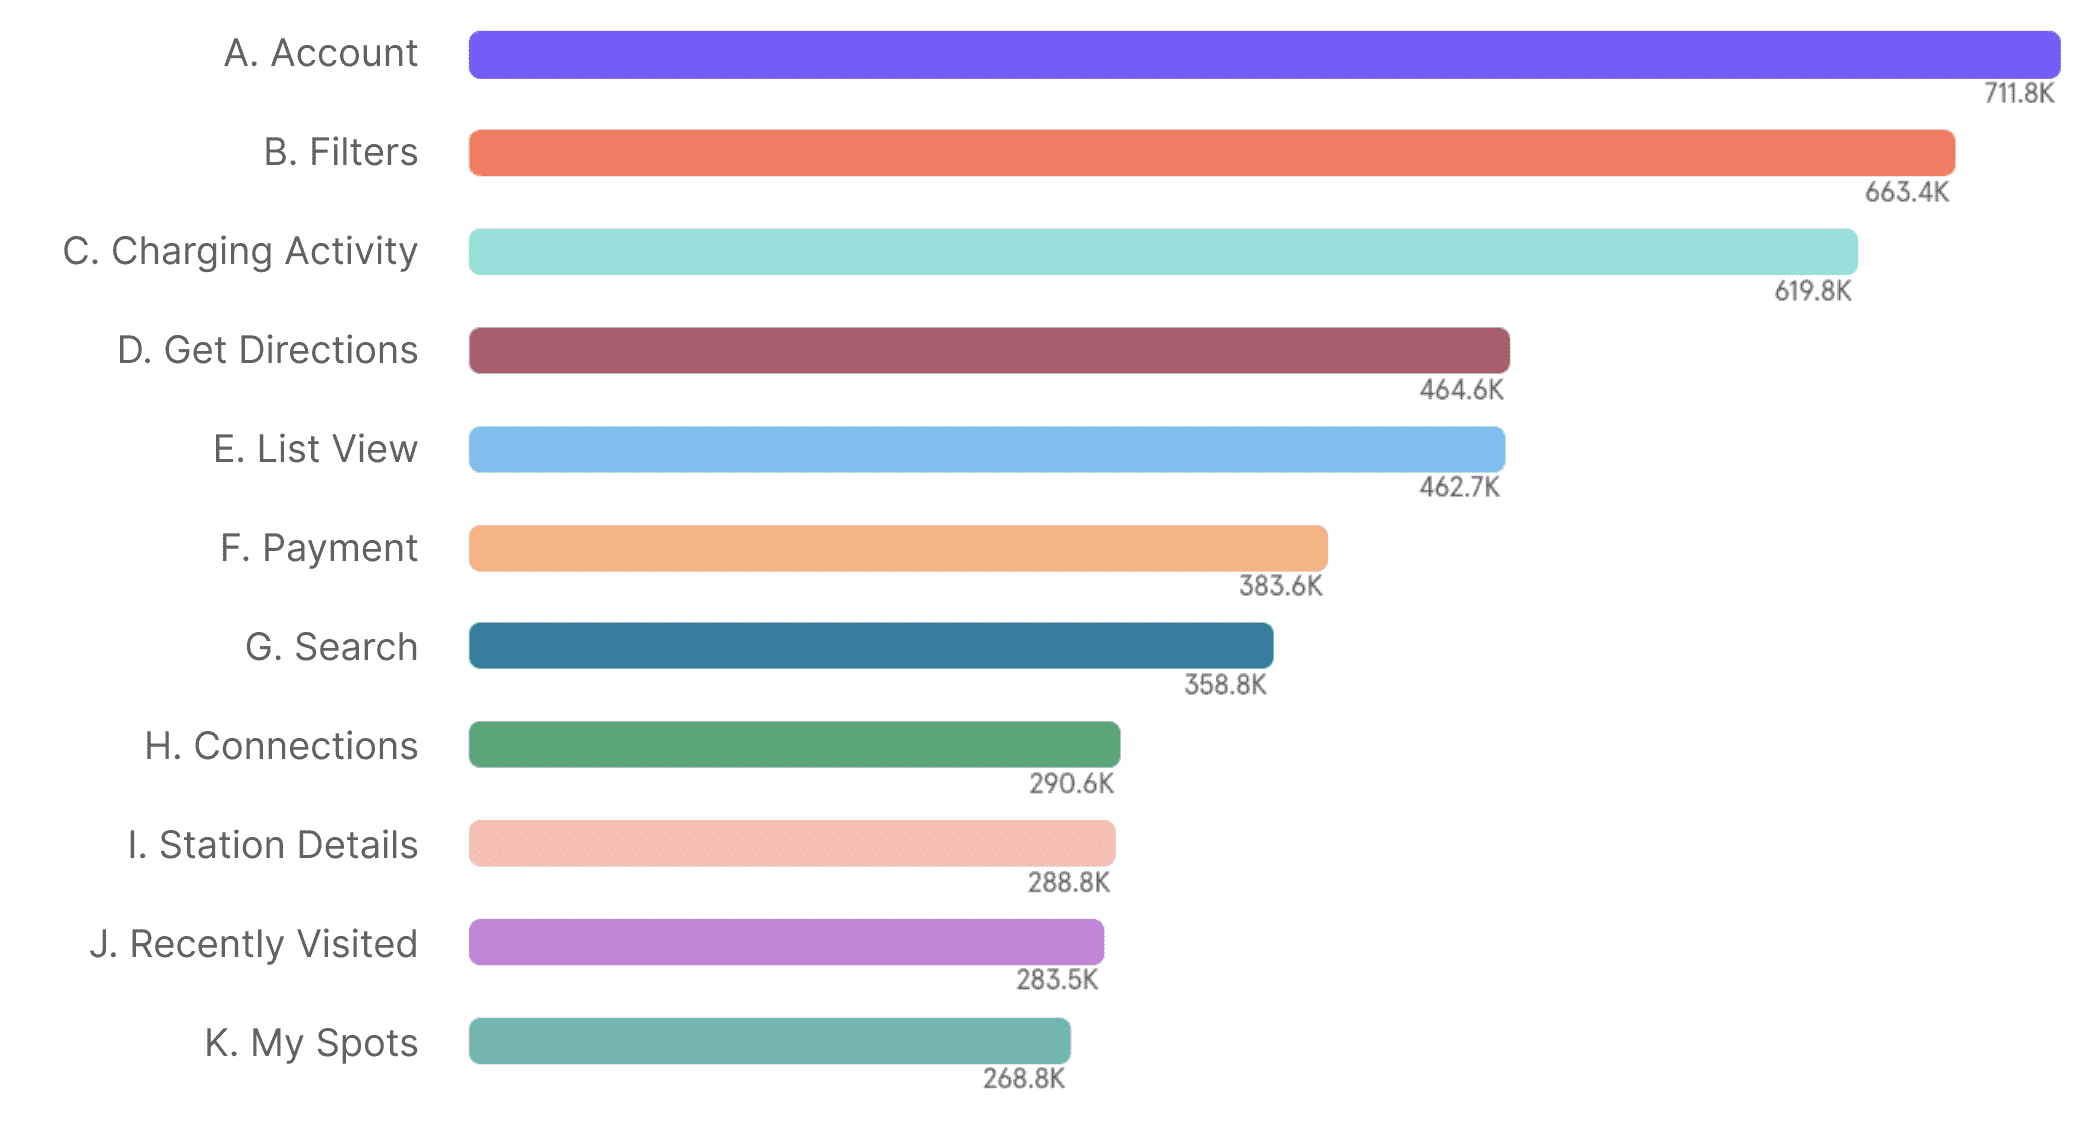 A. Account
711.8K
B. Filters
663.4K
C. Charging Activity
619.8K
D. Get Directions
464.6K
E. List View
462.7K
F. Payment
383.6K
G. Search
358.8K
H. Connections
290.6K
I. Station Details
288.8K
J. Recently Visited
283.5K
K. My Spots
268.8K